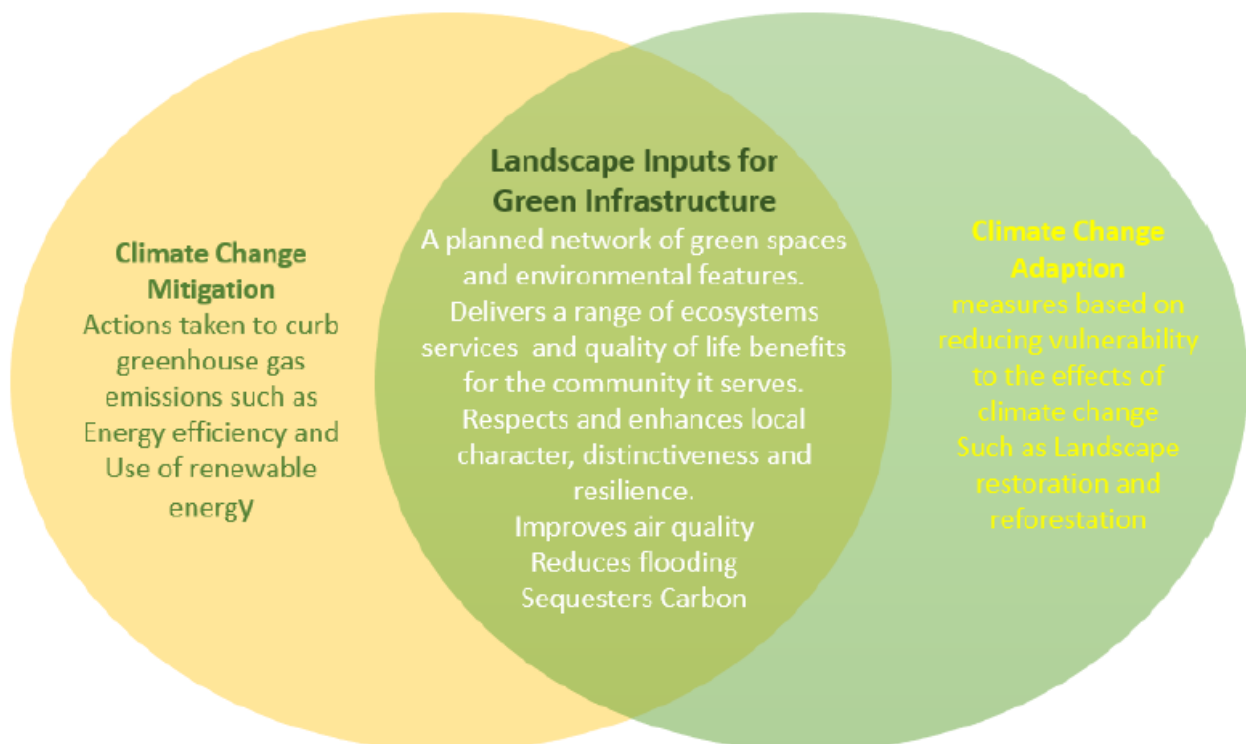 Climate Change
Mitigation
Actions taken to curb
greenhouse gas
emissions such as
Energy efficiency and
Use of renewable
energy
Landscape Inputs for
Green Infrastructure
A planned network of green spaces
and environmental features.
Delivers a range of ecosystems
services  and quality of life benefits
for the community it serves.
Respects and enhances local
character, distinctiveness and
resilience.
Improves air quality
Reduces flooding
Sequesters Carbon
Climate Change
Adaption
measures based on
reducing vulnerability
to the effects of
climate change
Such as Landscape
restoration and
reforestation